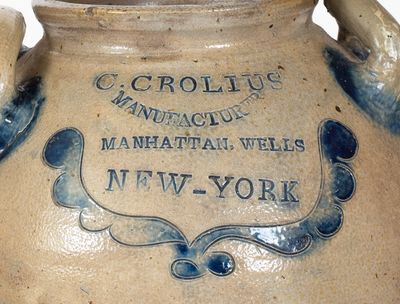 C. CROLIUS
MANUFACTURER
MANHATTAN, WELLS
NEW-YORK